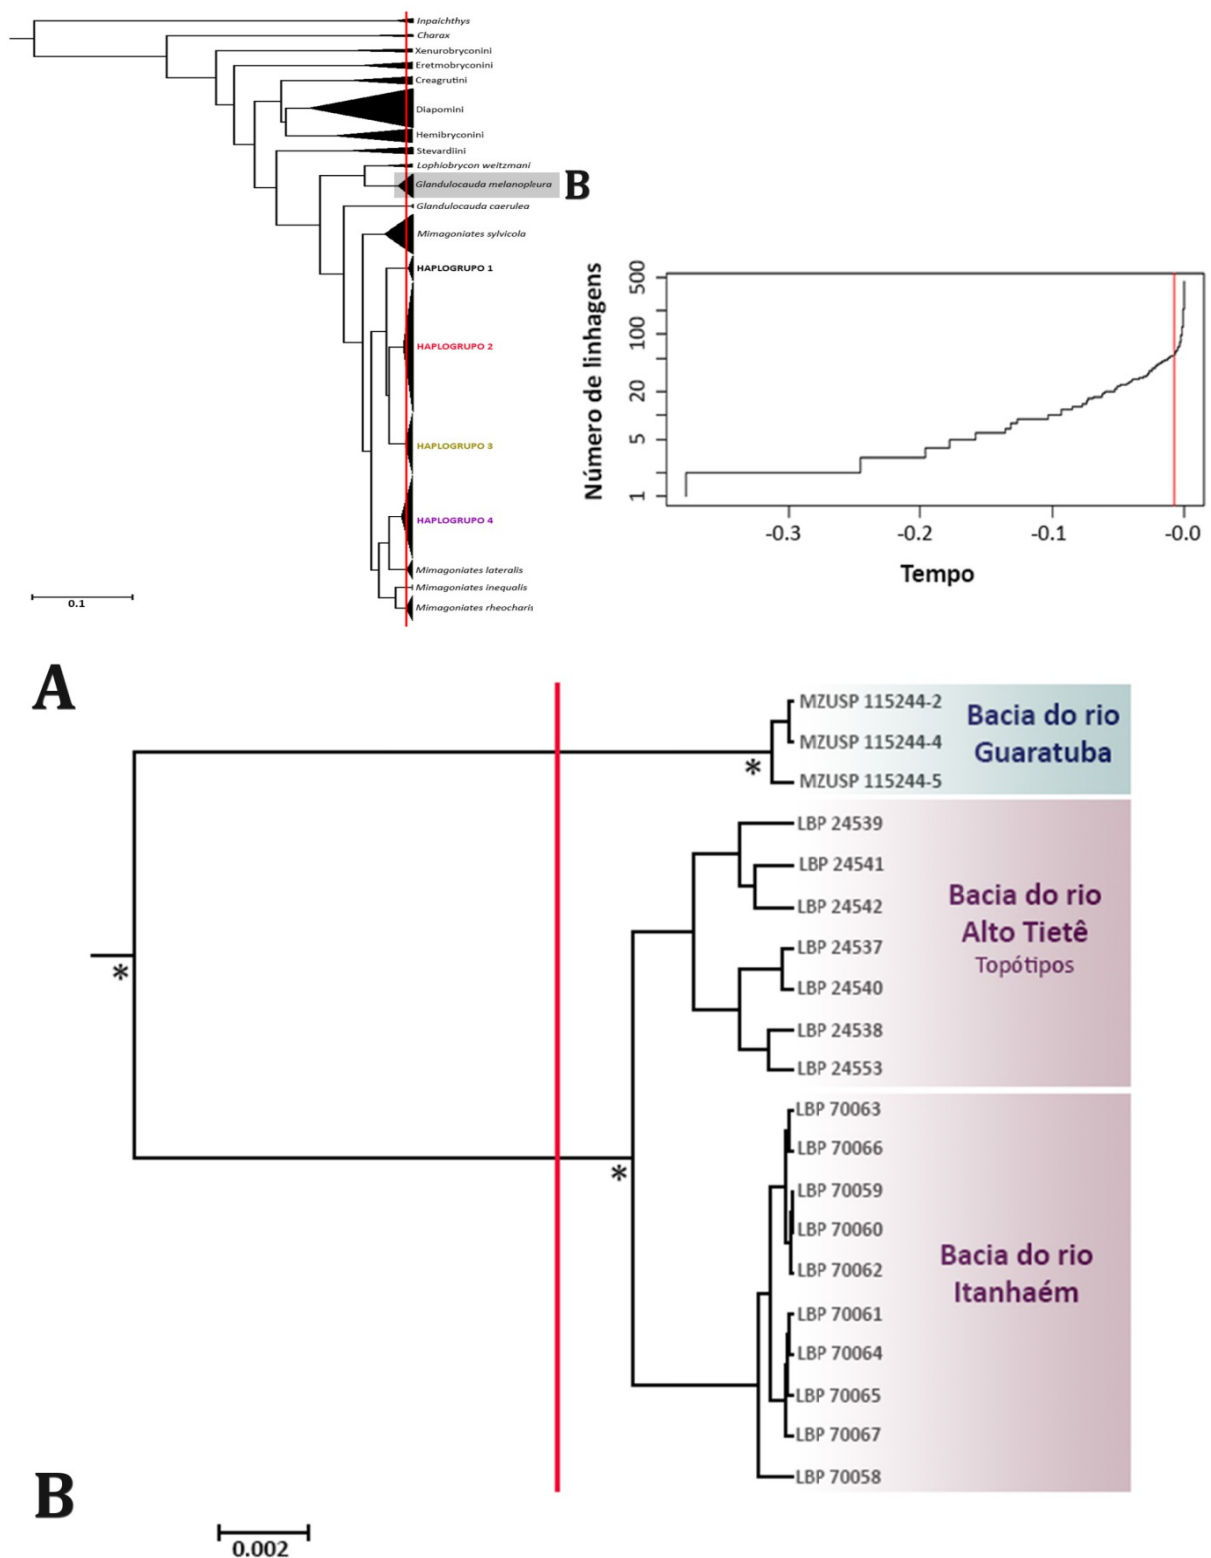 Inpaichthys
Charax
Xenurobryconini
Eretmobryconini
Creagrutini
Diapomini
Hemibryconini
Stevardiini
Lophiobrycon weitzmani
Glandulocauda melanopleura
B
Glandulocauda caerulea
Mimagoniates sylvicola
HAPLOGRUPO 1
HAPLOGRUPO 2
HAPLOGRUPO 3
HAPLOGRUPO 4
Mimagoniates lateralis
Mimagoniates inequalis
Mimagoniates rheocharis
0.1
Número de linhagens
500
100
20
5
1
-0.3
-0.2
-0.1
-0.0
Tempo
A
MZUSP 115244-2
MZUSP 115244-4
MZUSP 115244-5
Bacia do rio
Guaratuba
*
*
*
LBP 24539
LBP 24541
LBP 24542
LBP 24537
LBP 24540
LBP 24538
LBP 24553
Bacia do rio
Alto Tietê
Topótipos
LBP 70063
LBP 70066
LBP 70059
LBP 70060
LBP 70062
LBP 70061
LBP 70064
LBP 70065
LBP 70067
LBP 70058
Bacia do rio
Itanhaém
B
0.002